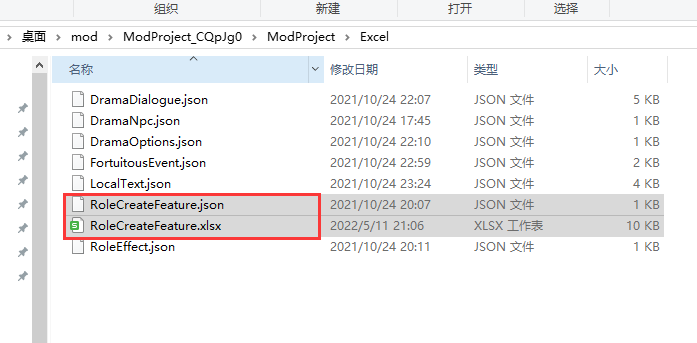 组织 新建 打开 选择
桌面 > mod > ModProject_CQpJg0 > ModProject > Excel
名称 修改日期 类型 大小
DramaDialogue.json 2021/10/24 22:07 JSON 文件 5 KB
DramaNpc.json 2021/10/24 17:45 JSON 文件 1 KB
DramaOptions.json 2021/10/24 22:10 JSON 文件 1 KB
FortuitousEvent.json 2021/10/24 22:59 JSON 文件 2 KB
LocalText.json 2021/10/24 23:24 JSON 文件 4 KB
RoleCreateFeature.json 2021/10/24 20:07 JSON 文件 1 KB
RoleCreateFeature.xlsx 2022/5/11 21:06 XLSX 工作表 10 KB
RoleEffect.json 2021/10/24 20:11 JSON 文件 1 KB